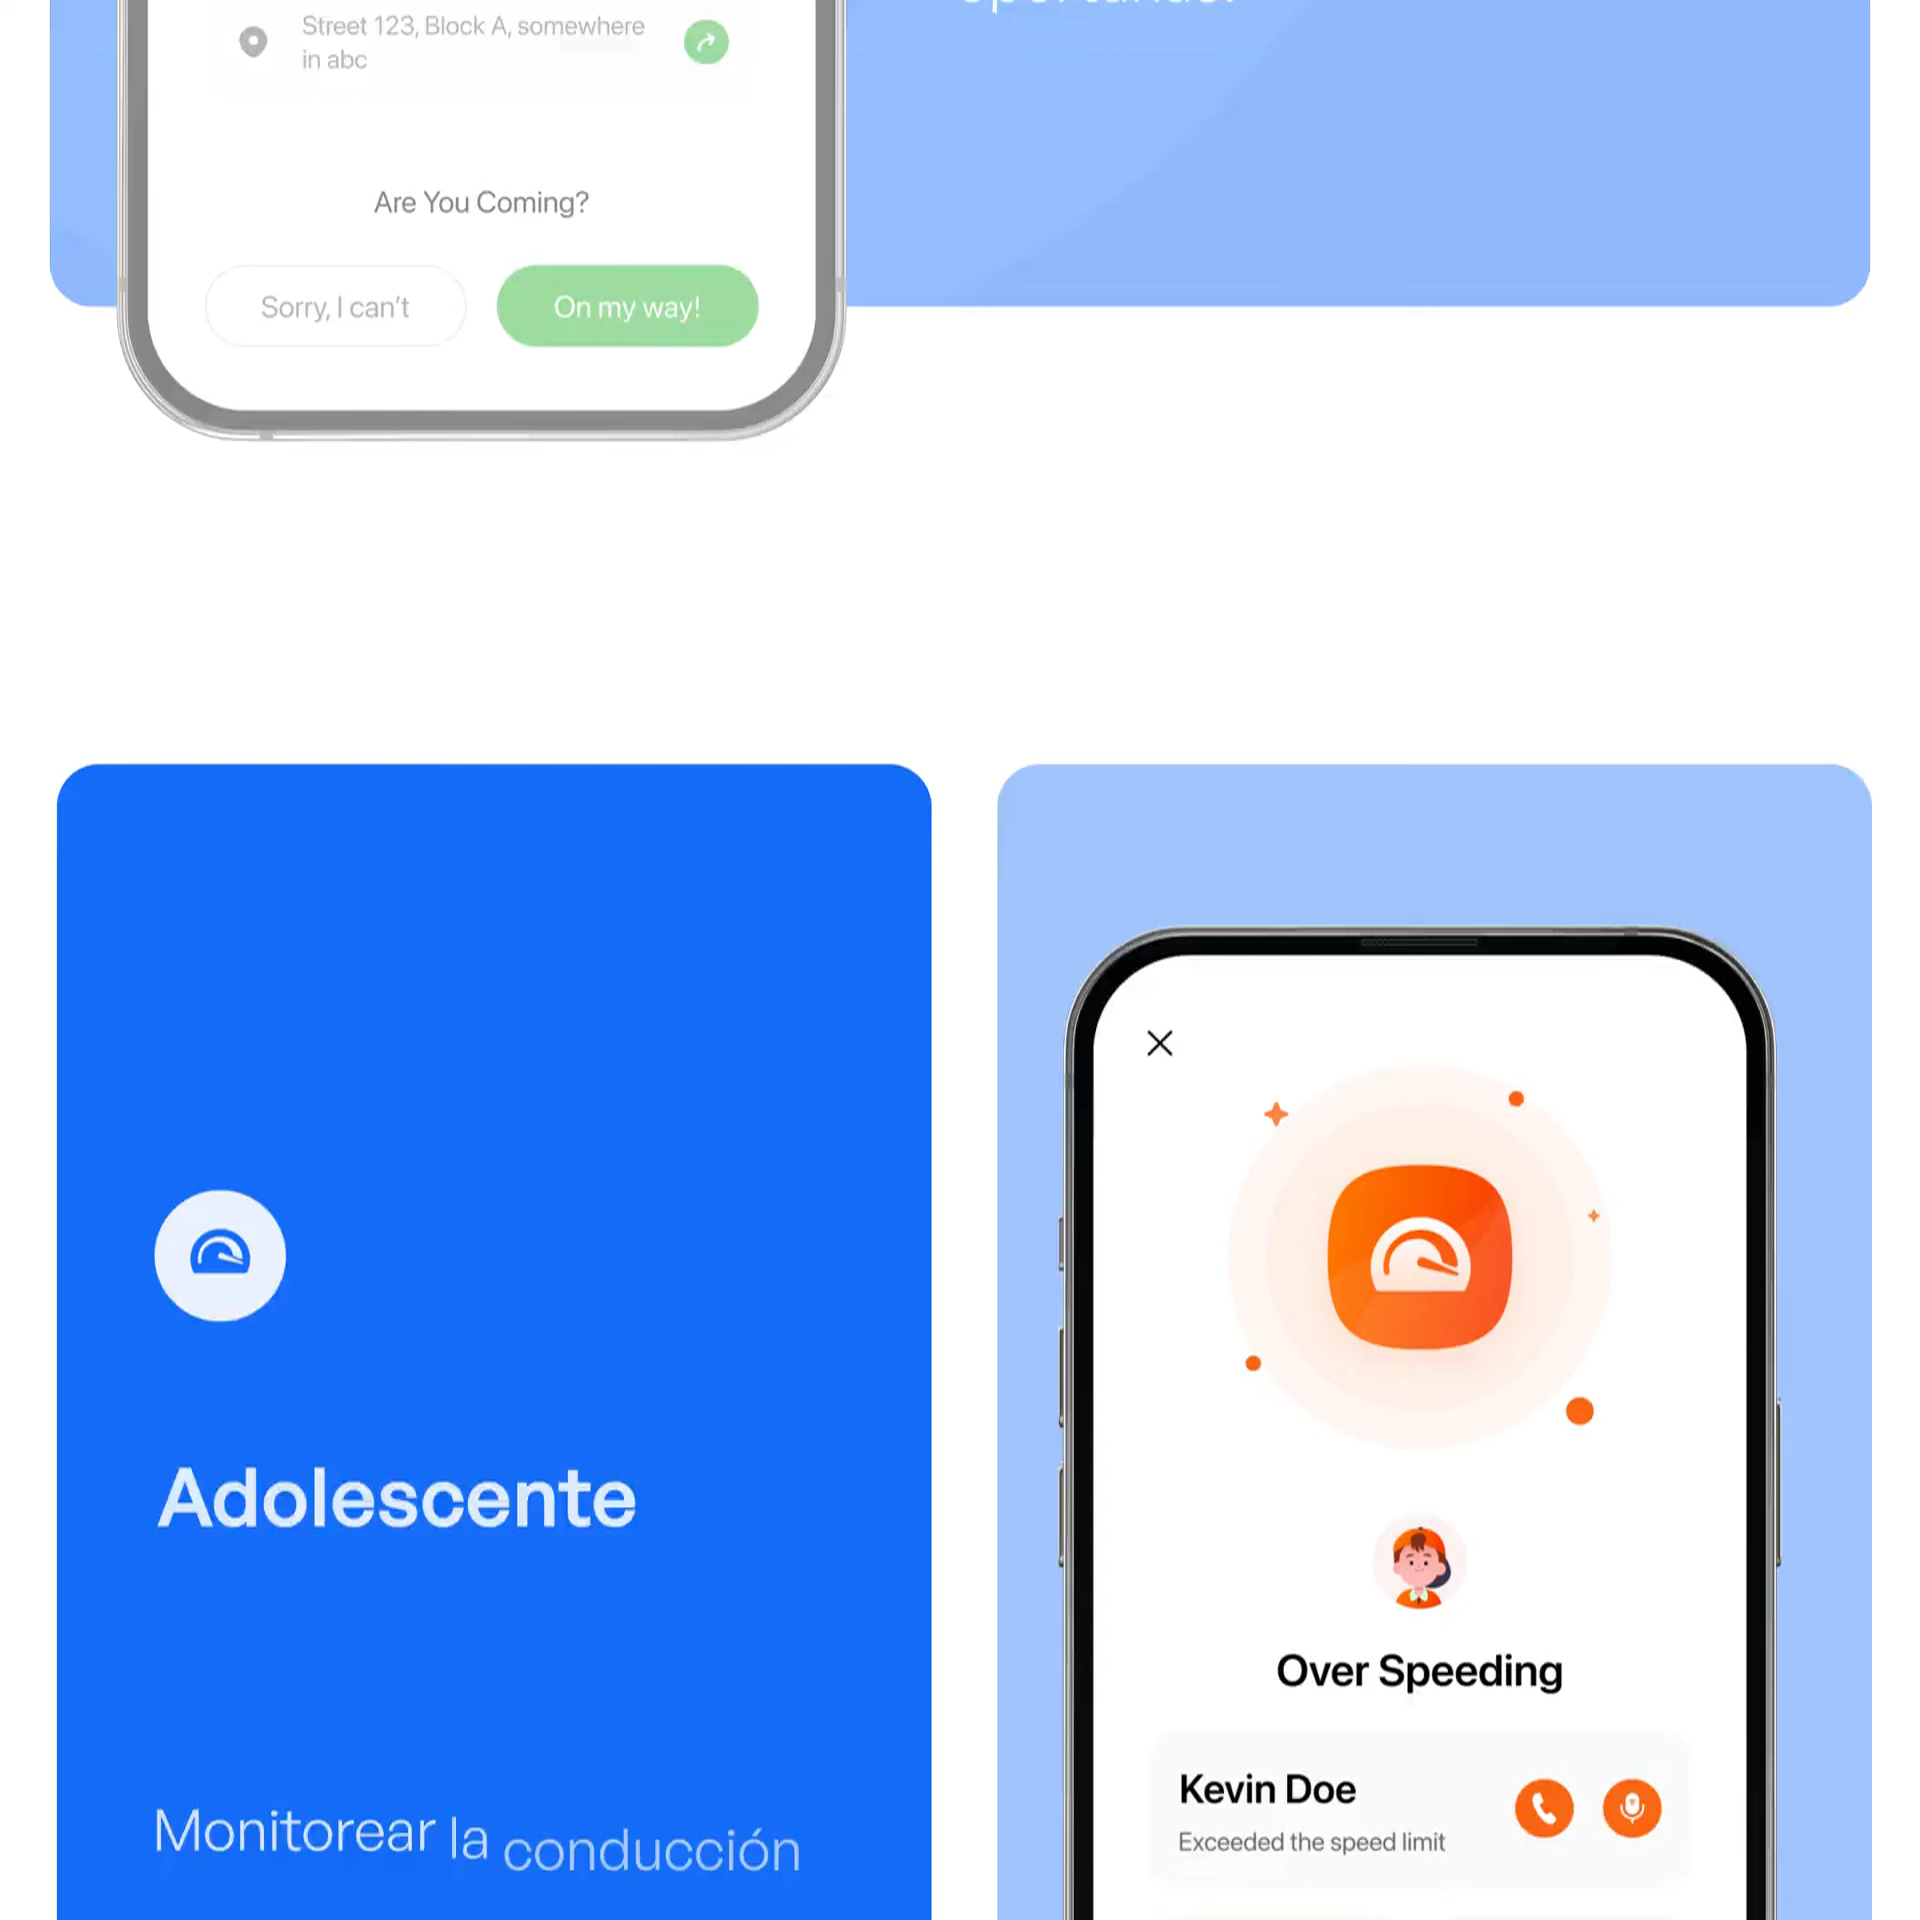 Street 123, Block A, somewhere
in abc
Are You Coming?
Sorry, I can't
On my way!
Adolescente
Monitorear la conducción
Over Speeding
Kevin Doe
Exceeded the speed limit